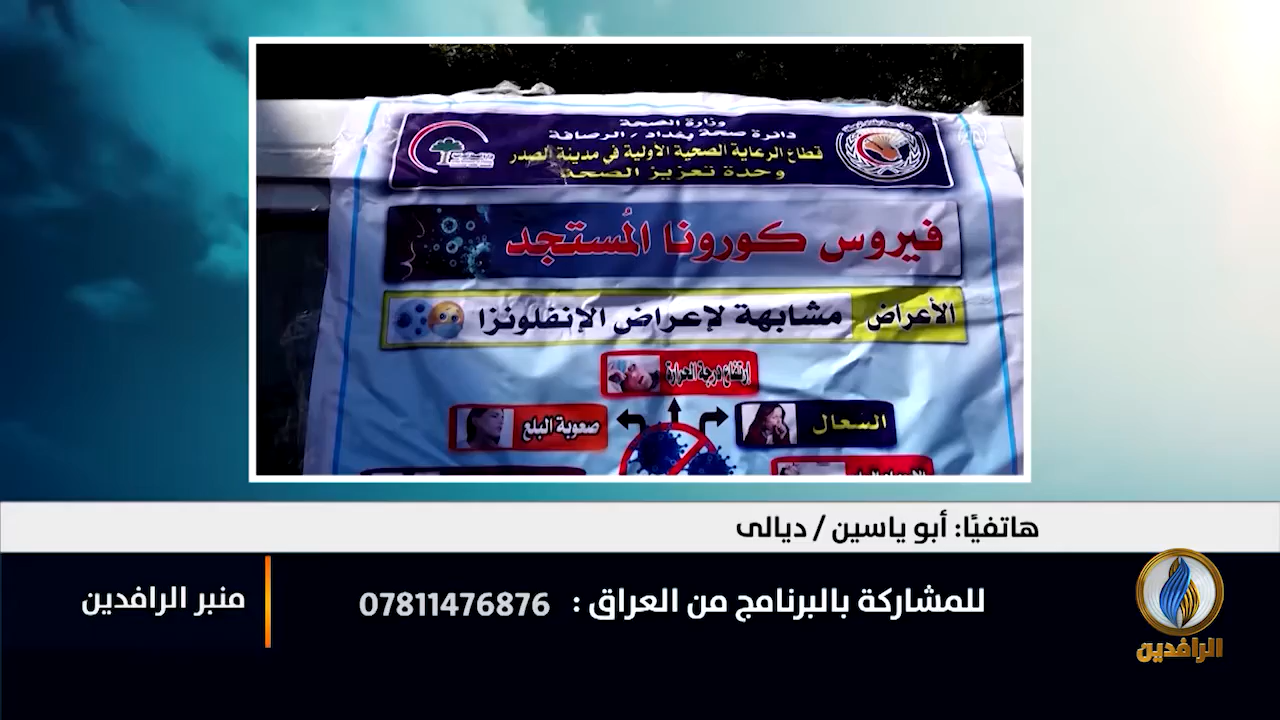 وزارة الصحة
دائرة صحة بغداد / الرصافة
قطاع الرعاية الصحية الأولية في مدينة الصدر
وحدة تعزيز الصحة
فيروس كورونا المُستجد
الأعراض مشابهة لإعراض الإنفلونزا
إرتفاع درجة الحرارة
السعال
صعوبة البلع
هاتفيًا: أبو ياسين / ديالى
للمشاركة بالبرنامج من العراق : 07811476876
منبر الرافدين
الرافدين